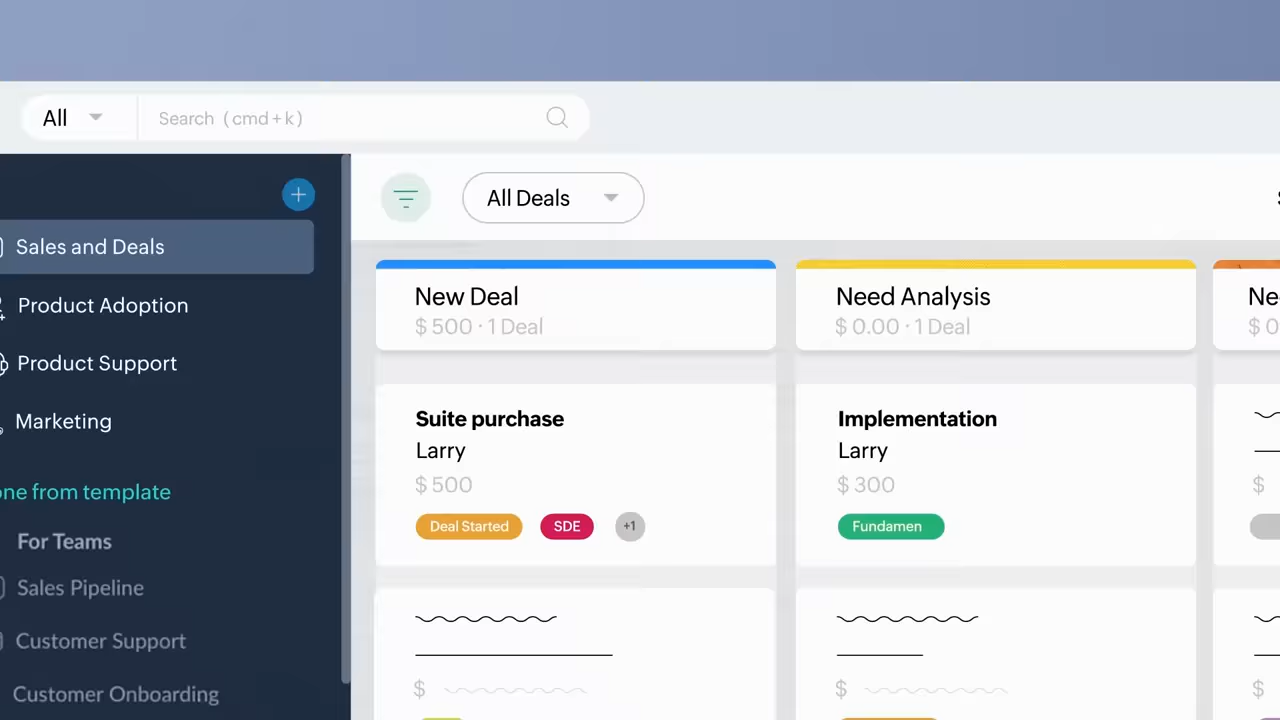 All
Search (cmd+k)
Sales and Deals
Product Adoption
Product Support
Marketing
one from template
For Teams
Sales Pipeline
Customer Support
Customer Onboarding
All Deals
New Deal
$ 500 · 1 Deal
Suite purchase
Larry
$ 500
Deal Started
SDE
+1
$
Need Analysis
$ 0.00 · 1 Deal
Implementation
Larry
$ 300
Fundamen
$
Ne
$ 0
$
$